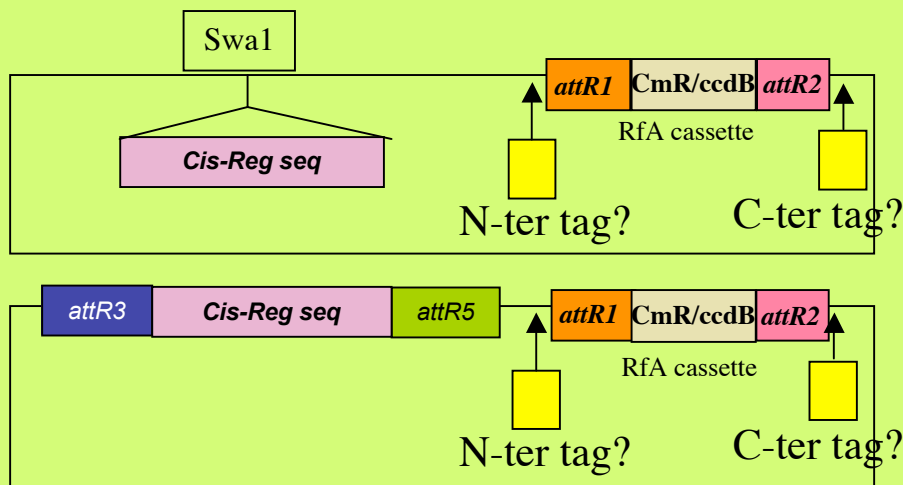 Swa1
attR1 CmR/ccdB attR2
RfA cassette
Cis-Reg seq
N-ter tag?
C-ter tag?
attR3 Cis-Reg seq attR5 attR1 CmR/ccdB attR2
RfA cassette
N-ter tag?
C-ter tag?